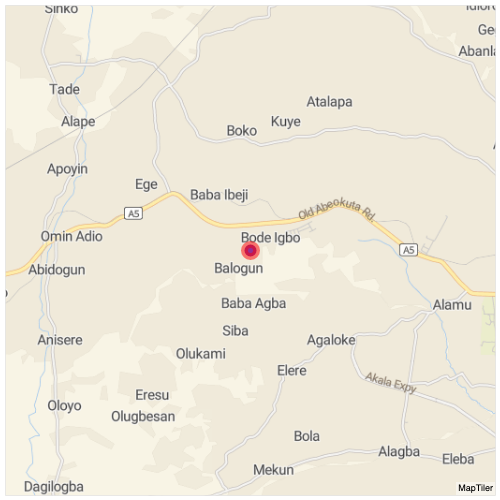 Sinko
Idioro
Abanla
Tade
Atalapa
Alape
Kuye
Boko
Apoyin
Ege
Baba Ibeji
Old Abeokuta Rd
A5
Omin Adio
Bode Igbo
A5
Balogun
Abidogun
Baba Agba
Alamu
Siba
Anisere
Agaloke
Olukami
Elere
Akala Expy
Eresu
Oloyo
Olugbesan
Bola
Alagba
Eleba
Mekun
Dagilogba
MapTiler